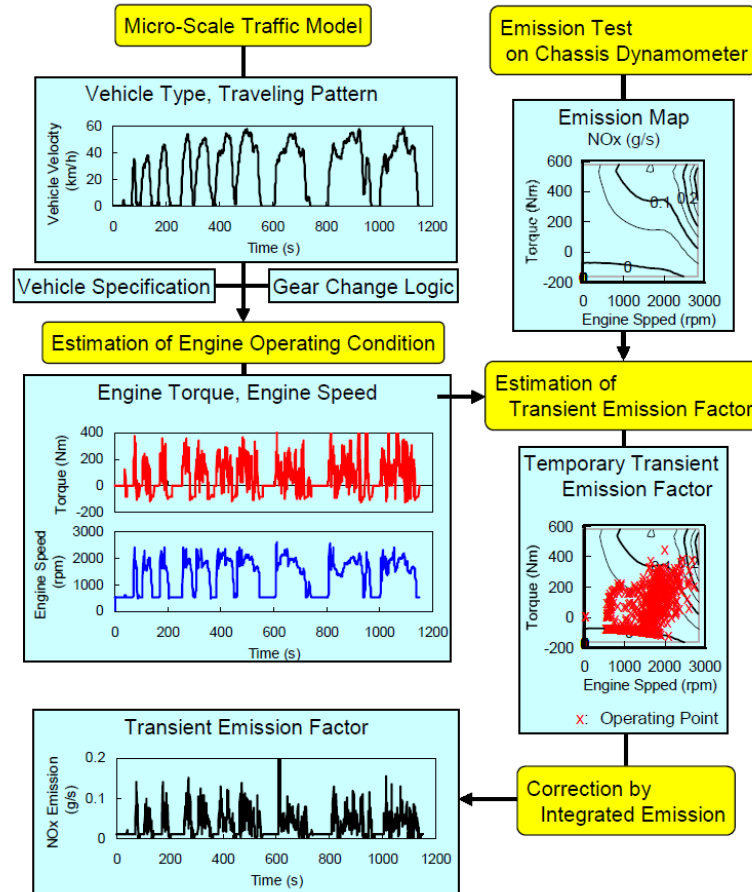 Micro-Scale Traffic Model
Vehicle Type, Traveling Pattern
Vehicle Velocity
(km/h)
60
40
20
0
0 200 400 600 800 1000 1200
Time (s)
Vehicle Specification
Gear Change Logic
Estimation of Engine Operating Condition
Engine Torque, Engine Speed
Torque (Nm)
400
200
0
-200
Engine Speed
(rpm)
3000
2000
1000
0
0 200 400 600 800 1000 1200
Time (s)
Emission Test
on Chassis Dynamometer
Emission Map
NOx (g/s)
Torque (Nm)
600
400
200
0
-200
0.1
0.2
0
0
0 1000 2000 3000
Engine Spped (rpm)
Estimation of
Transient Emission Factor
Temporary Transient
Emission Factor
Torque (Nm)
600
400
200
0
-200
0 1000 2000 3000
Engine Spped (rpm)
x: Operating Point
Correction by
Integrated Emission
Transient Emission Factor
NOx Emission
(g/s)
0.2
0.1
0
0 200 400 600 800 1000 1200
Time (s)